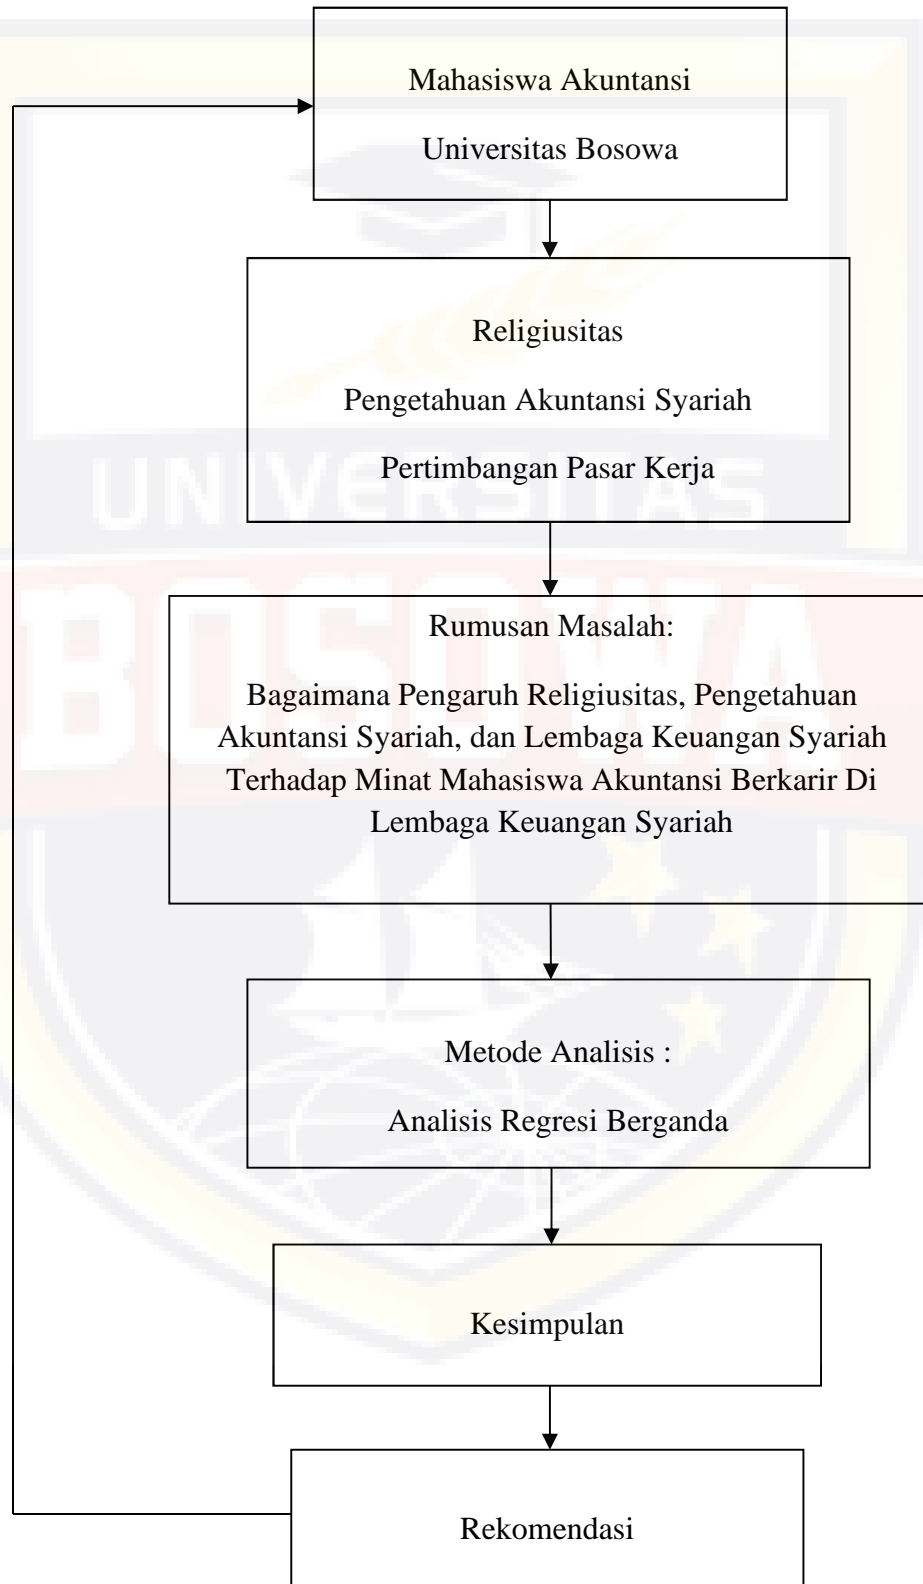 Mahasiswa Akuntansi
Universitas Bosowa
Religiusitas
Pengetahuan Akuntansi Syariah
Pertimbangan Pasar Kerja
UNIVERSITAS
BOSOWA
Rumusan Masalah:
Bagaimana Pengaruh Religiusitas, Pengetahuan
Akuntansi Syariah, dan Lembaga Keuangan Syariah
Terhadap Minat Mahasiswa Akuntansi Berkarir Di
Lembaga Keuangan Syariah
Metode Analisis :
Analisis Regresi Berganda
Kesimpulan
Rekomendasi